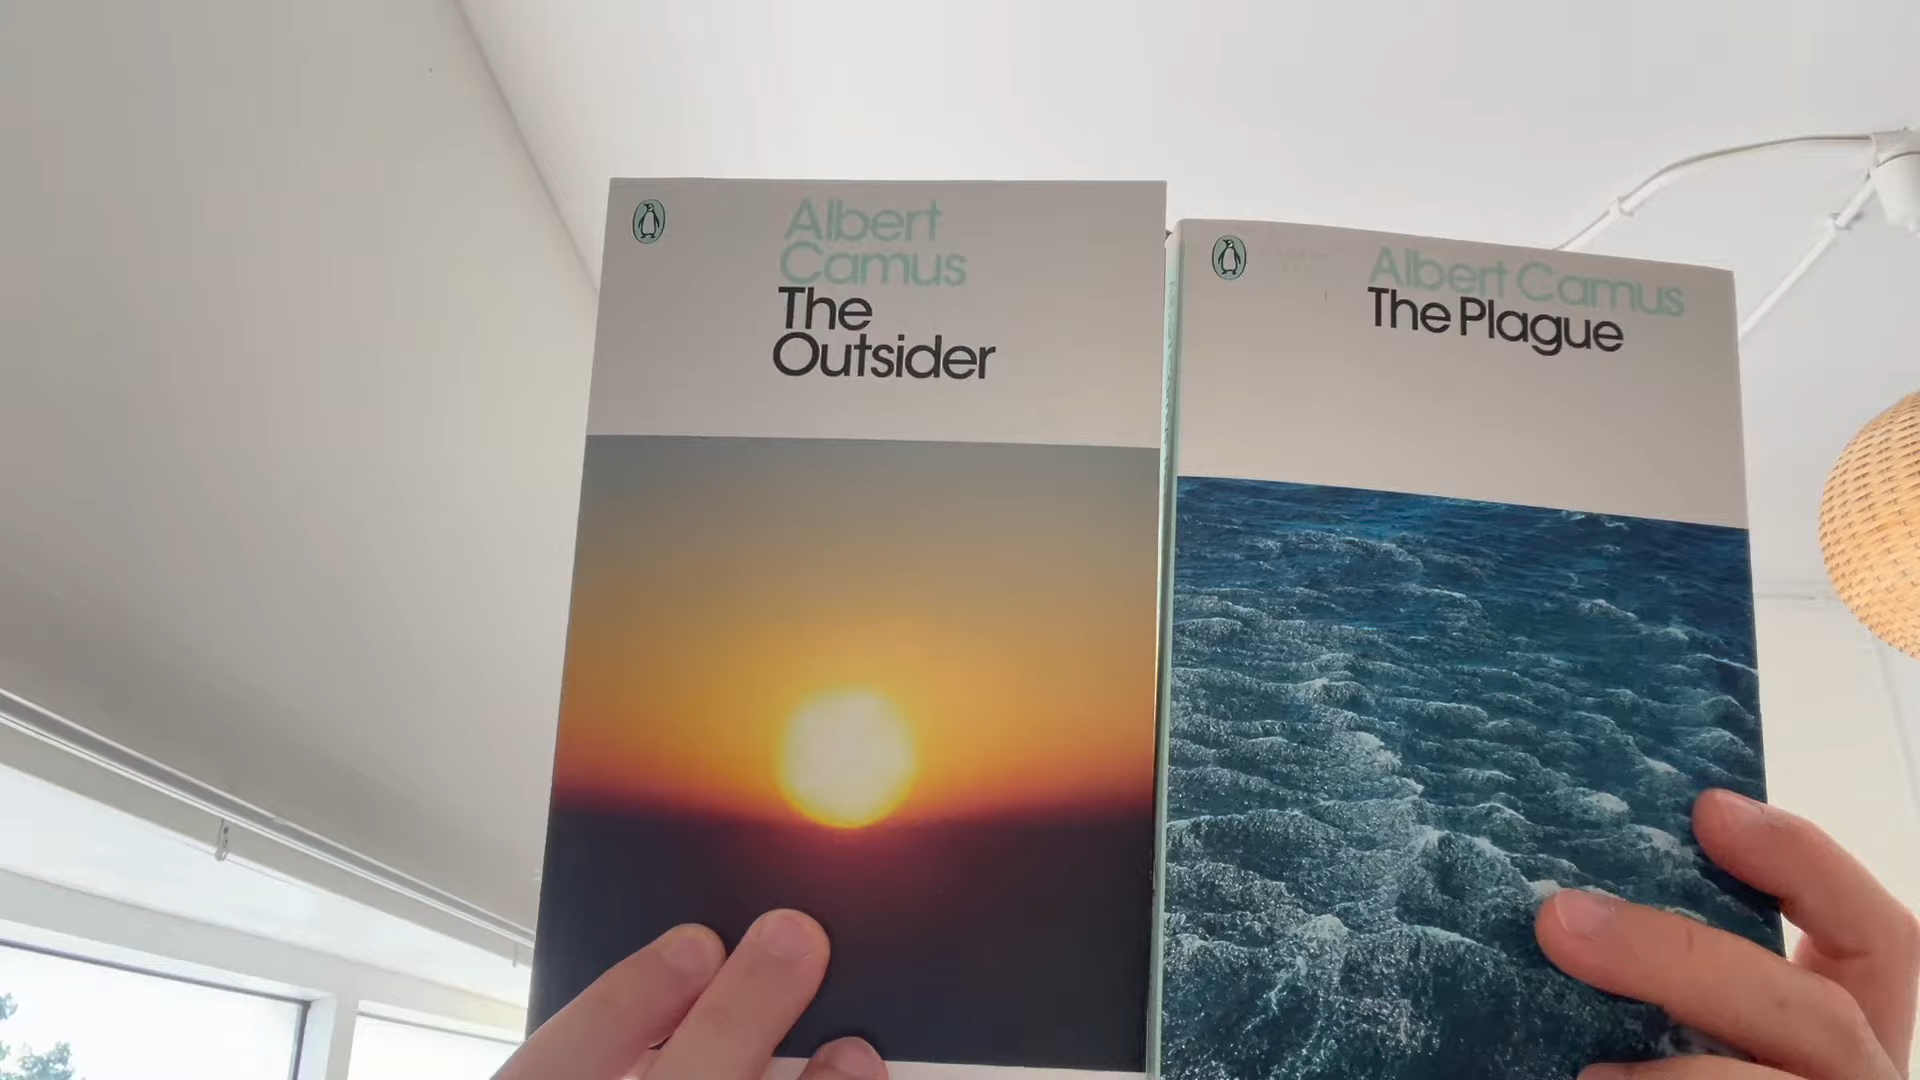 Albert
Camus
The
Outsider
Albert Camus
The Plague